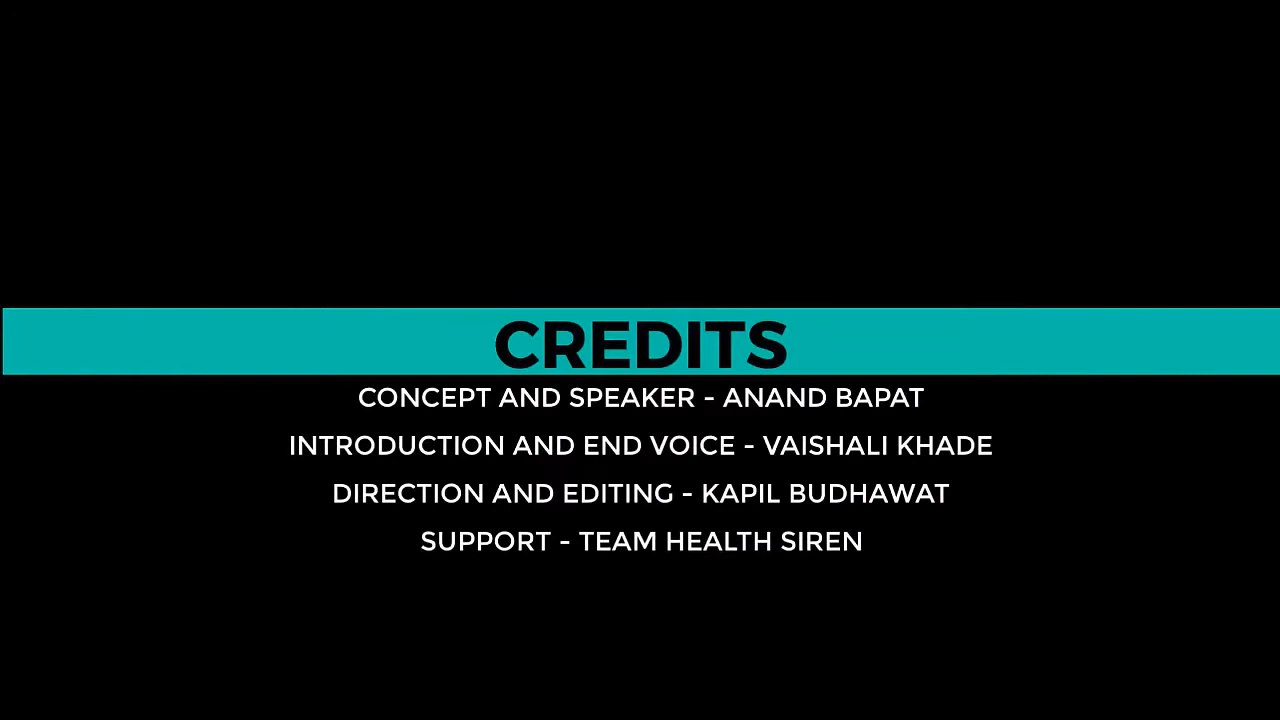 CREDITS
CONCEPT AND SPEAKER - ANAND BAPAT
INTRODUCTION AND END VOICE - VAISHALI KHADE
DIRECTION AND EDITING - KAPIL BUDHAWAT
SUPPORT - TEAM HEALTH SIREN